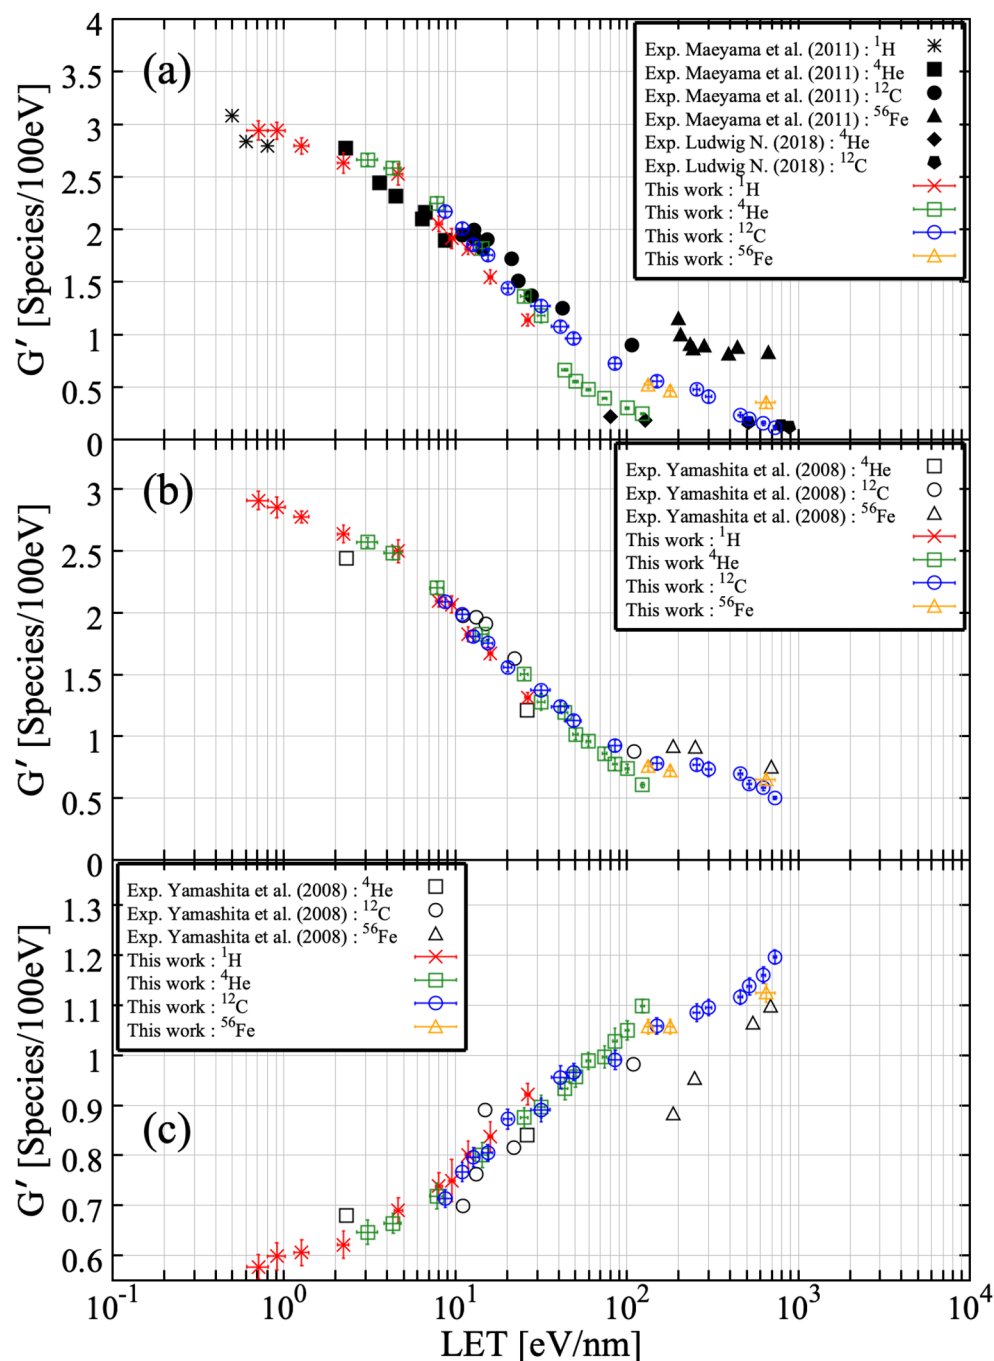 4
3.5
3
2.5
2
1.5
1
0.5
0
G′ [Species/100eV]
(a)
Exp. Maeyama et al. (2011) : ¹H
Exp. Maeyama et al. (2011) : ⁴He
Exp. Maeyama et al. (2011) : ¹²C
Exp. Maeyama et al. (2011) : ⁵⁶Fe
Exp. Ludwig N. (2018) : ⁴He
Exp. Ludwig N. (2018) : ¹²C
This work : ¹H
This work : ⁴He
This work : ¹²C
This work : ⁵⁶Fe
3
2.5
2
1.5
1
0.5
0
G′ [Species/100eV]
(b)
Exp. Yamashita et al. (2008) : ⁴He
Exp. Yamashita et al. (2008) : ¹²C
Exp. Yamashita et al. (2008) : ⁵⁶Fe
This work : ¹H
This work ⁴He
This work : ¹²C
This work : ⁵⁶Fe
1.3
1.2
1.1
1
0.9
0.8
0.7
0.6
G′ [Species/100eV]
Exp. Yamashita et al. (2008) : ⁴He
Exp. Yamashita et al. (2008) : ¹²C
Exp. Yamashita et al. (2008) : ⁵⁶Fe
This work : ¹H
This work : ⁴He
This work : ¹²C
This work : ⁵⁶Fe
(c)
10⁻¹ 10⁰ 10¹ 10² 10³ 10⁴
LET [eV/nm]